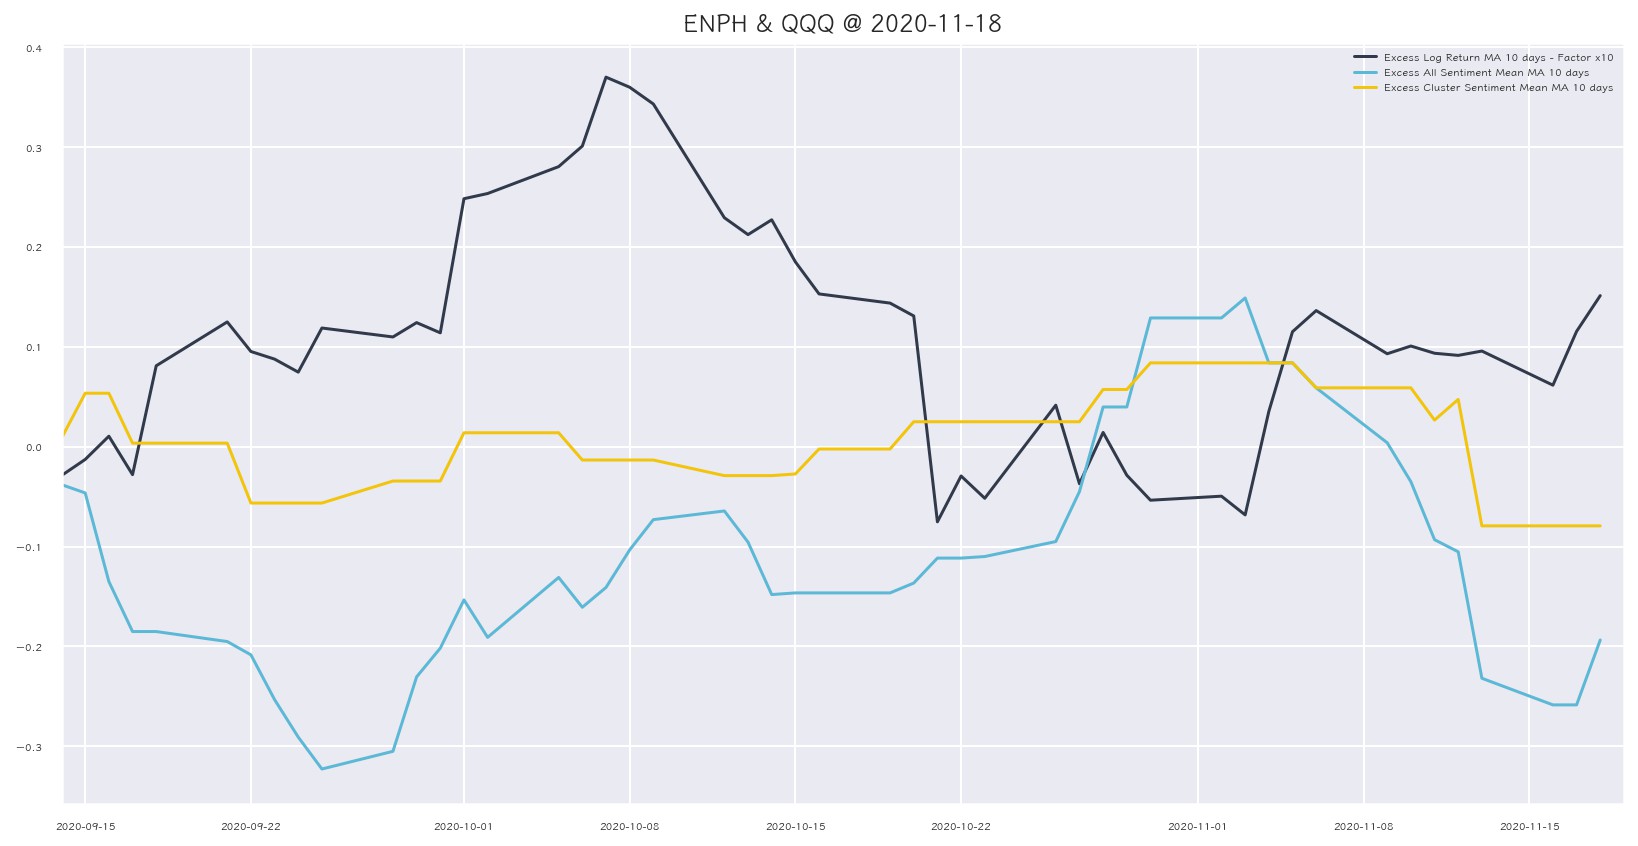 ENPH & QQQ @ 2020-11-18
Excess Log Return MA 10 days - Factor x10
Excess All Sentiment Mean MA 10 days
Excess Cluster Sentiment Mean MA 10 days
0.4
0.3
0.2
0.1
0.0
−0.1
−0.2
−0.3
2020-09-15 2020-09-22 2020-10-01 2020-10-08 2020-10-15 2020-10-22 2020-11-01 2020-11-08 2020-11-15